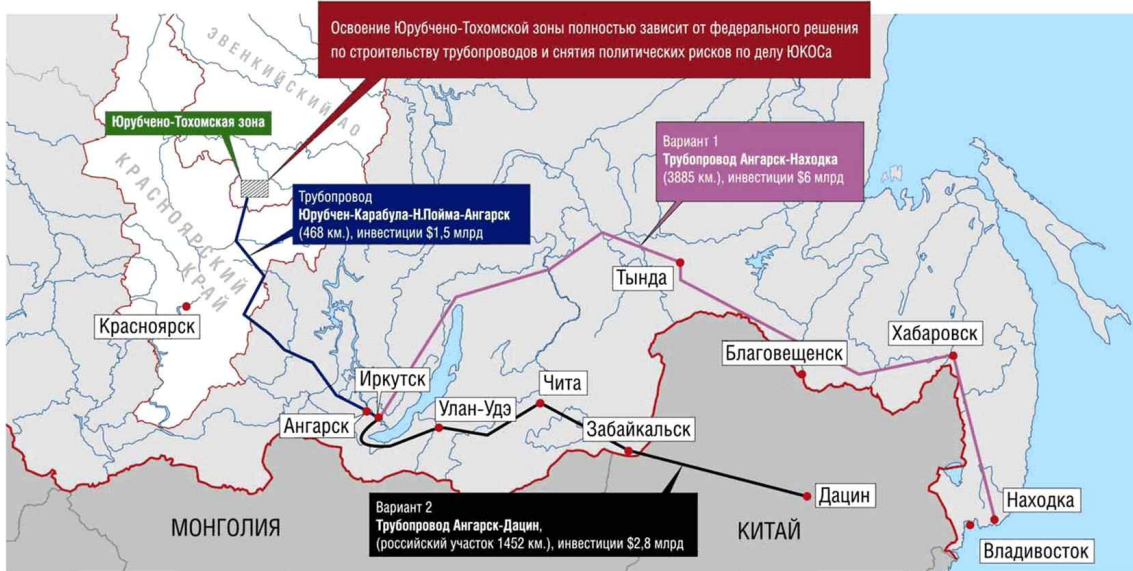 Освоение Юрубчено-Тохомской зоны полностью зависит от федерального решения
по строительству трубопроводов и снятия политических рисков по делу ЮКОСа
ЭВЕНКИЙСКИЙ АО
Юрубчено-Тохомская зона
КРАСНОЯРСКИЙ
КРАЙ
Вариант 1
Трубопровод Ангарск-Находка
(3885 км.), инвестиции $6 млрд
Трубопровод
Юрубчен-Карабула-Н.Пойма-Ангарск
(468 км.), инвестиции $1,5 млрд
Тында
Красноярск
Хабаровск
Благовещенск
Иркутск
Чита
Улан-Удэ
Ангарск
Забайкальск
Дацин
Находка
Вариант 2
Трубопровод Ангарск-Дацин,
(российский участок 1452 км.), инвестиции $2,8 млрд
МОНГОЛИЯ
КИТАЙ
Владивосток